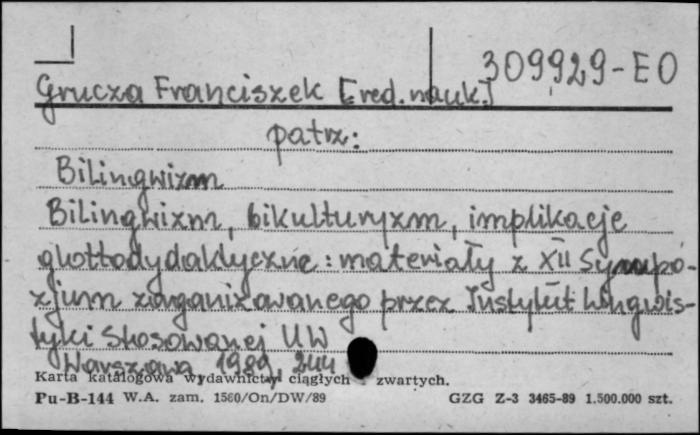 309929-EO
Grucza Franciszek [red. nauk.]
patrz:
Bilingwizm
Bilingwizm, bikulturyzm, implikacje
glottodydaktyczne : materiały z XII Sympo-
zjum zorganizowanego przez Instytut Lingwis-
tyki Stosowanej UW
Warszawa 1989, 244
Karta katalogowa wydawnictw ciągłych i zwartych.
Pu-B-144 W.A. zam. 1560/On/DW/89 GZG Z-3 3465-89 1.500.000 szt.